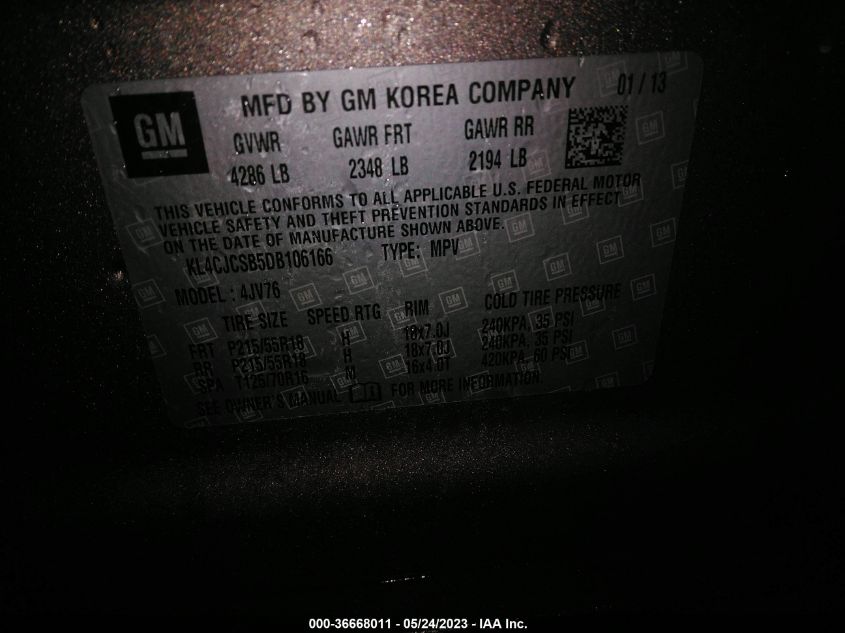 GM
MFD BY GM KOREA COMPANY 01 / 13
GVWR GAWR FRT GAWR RR
4286 LB 2348 LB 2194 LB
THIS VEHICLE CONFORMS TO ALL APPLICABLE U.S. FEDERAL MOTOR
VEHICLE SAFETY AND THEFT PREVENTION STANDARDS IN EFFECT
ON THE DATE OF MANUFACTURE SHOWN ABOVE.
KL4CJCSB5DB106166 TYPE: MPV
MODEL: 4JV76
TIRE SIZE SPEED RTG RIM COLD TIRE PRESSURE
FRT P215/55R18 H 18x7.0J 240KPA, 35 PSI
RR P215/55R18 H 18x7.0J 240KPA, 35 PSI
SPA T125/70R16 M 16x4.0T 420KPA, 60 PSI
SEE OWNER'S MANUAL FOR MORE INFORMATION.
000-36668011 - 05/24/2023 - IAA Inc.